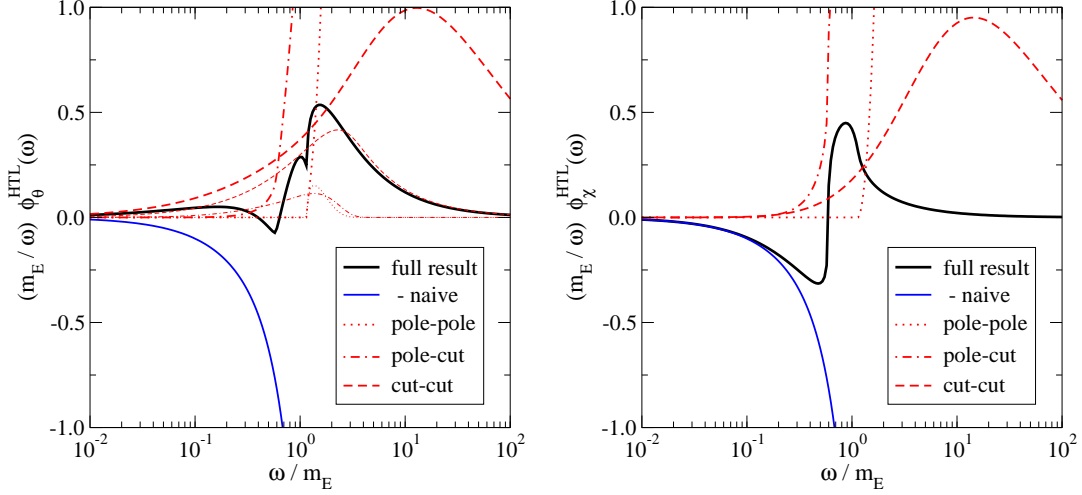 (m_E / ω) ϕ_θ^HTL(ω)
1.0
0.5
0.0
-0.5
-1.0
full result
- naive
pole-pole
pole-cut
cut-cut
10^-2 10^-1 10^0 10^1 10^2
ω / m_E
(m_E / ω) ϕ_χ^HTL(ω)
1.0
0.5
0.0
-0.5
-1.0
full result
- naive
pole-pole
pole-cut
cut-cut
10^-2 10^-1 10^0 10^1 10^2
ω / m_E